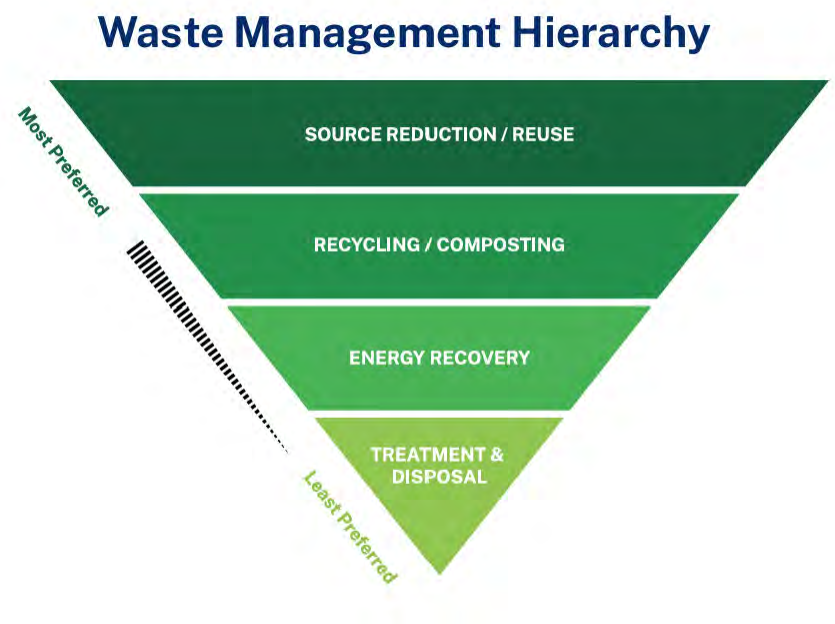 Waste Management Hierarchy
Most Preferred
SOURCE REDUCTION / REUSE
RECYCLING / COMPOSTING
ENERGY RECOVERY
TREATMENT &
DISPOSAL
Least Preferred